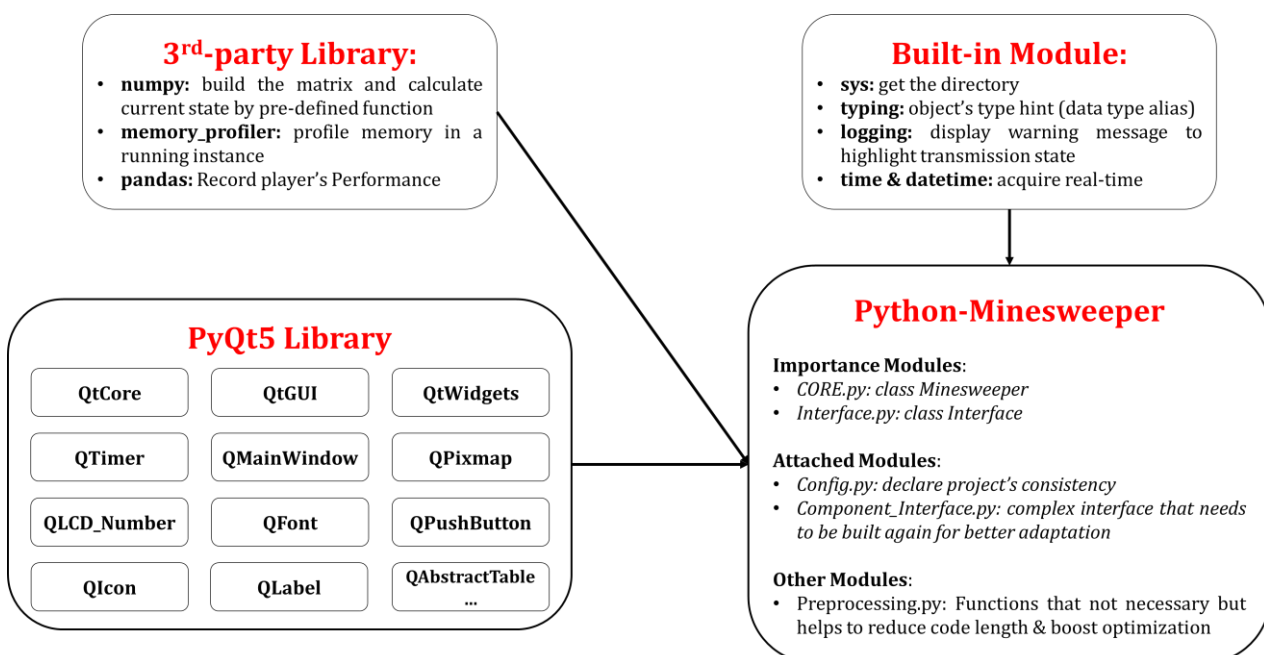 3rd-party Library:
• numpy: build the matrix and calculate
current state by pre-defined function
• memory_profiler: profile memory in a
running instance
• pandas: Record player's Performance
Built-in Module:
• sys: get the directory
• typing: object's type hint (data type alias)
• logging: display warning message to
highlight transmission state
• time & datetime: acquire real-time
PyQt5 Library
QtCore
QtGUI
QtWidgets
QTimer
QMainWindow
QPixmap
QLCD_Number
QFont
QPushButton
QIcon
QLabel
QAbstractTable
...
Python-Minesweeper
Importance Modules:
• CORE.py: class Minesweeper
• Interface.py: class Interface
Attached Modules:
• Config.py: declare project's consistency
• Component_Interface.py: complex interface that needs
to be built again for better adaptation
Other Modules:
• Preprocessing.py: Functions that not necessary but
helps to reduce code length & boost optimization